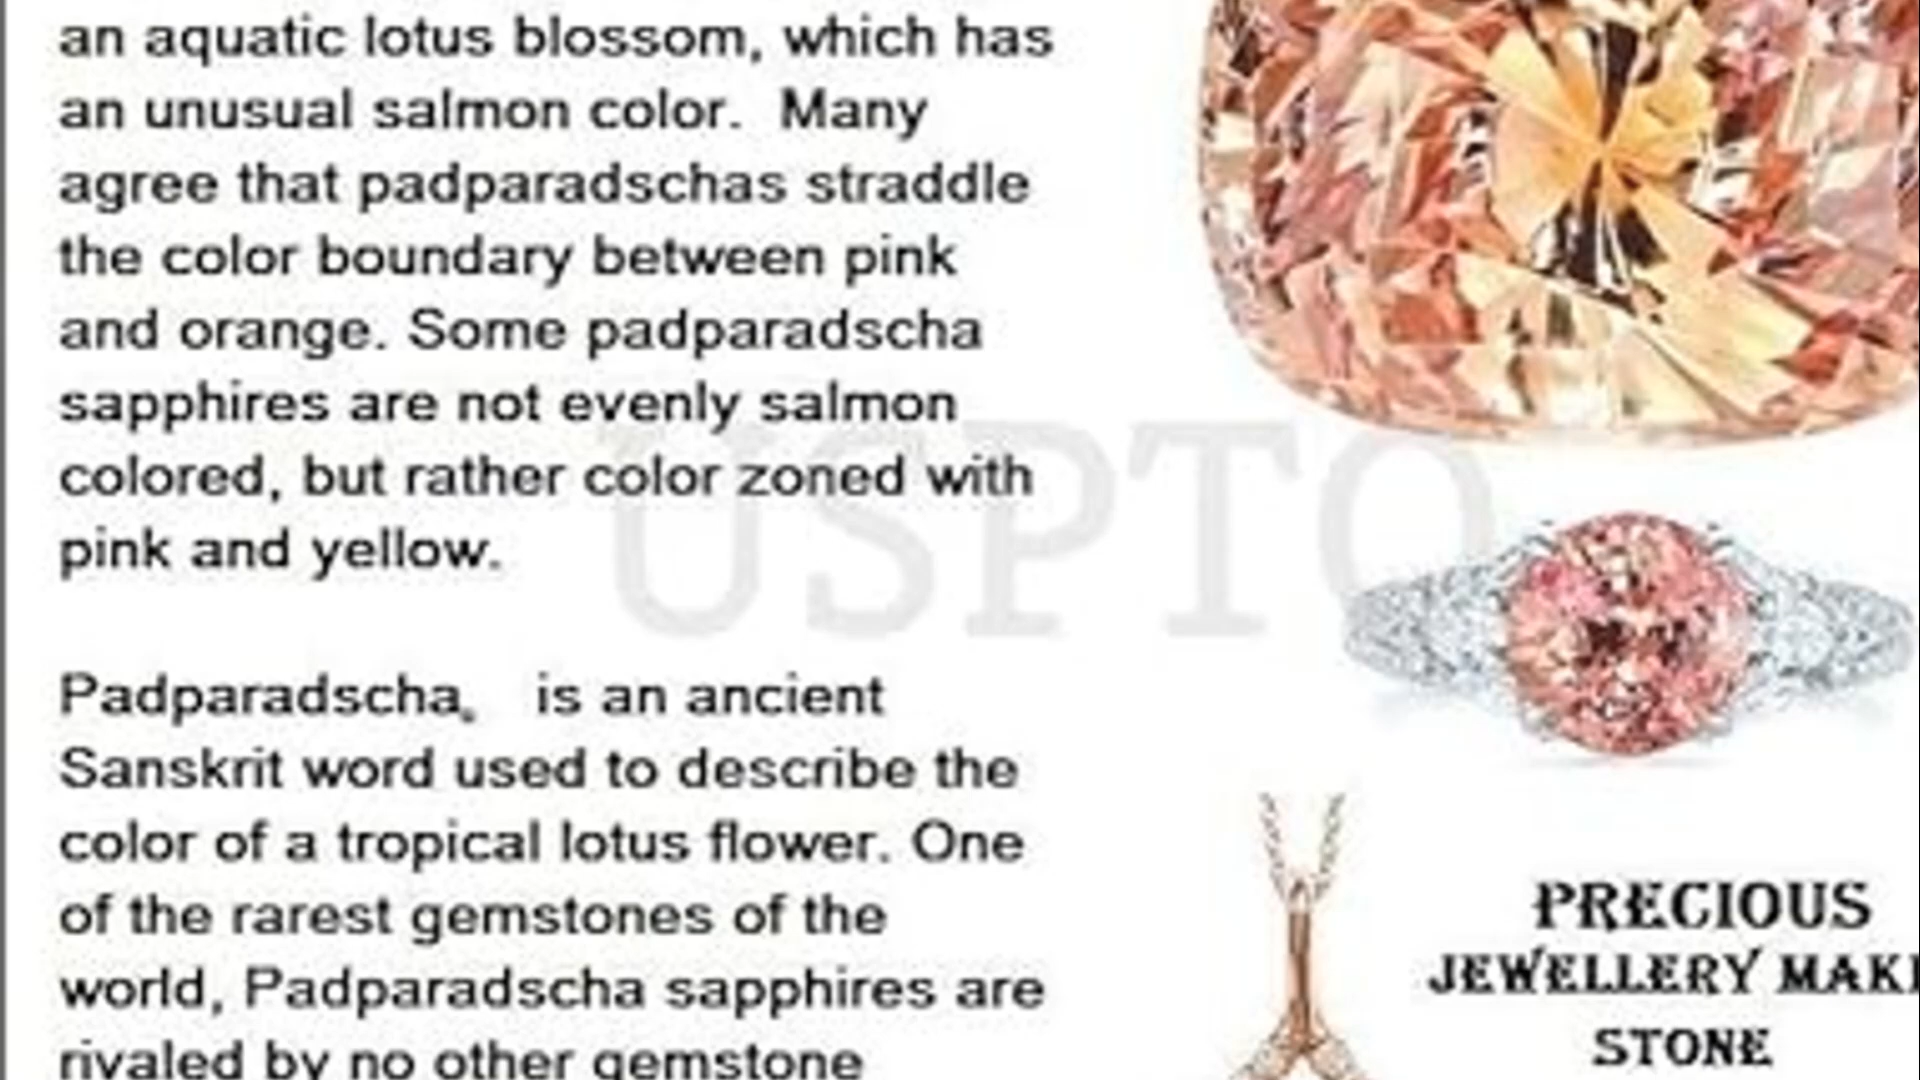 an aquatic lotus blossom, which has
an unusual salmon color. Many
agree that padparadschas straddle
the color boundary between pink
and orange. Some padparadscha
sapphires are not evenly salmon
colored, but rather color zoned with
pink and yellow.
USPTO
Padparadscha, is an ancient
Sanskrit word used to describe the
color of a tropical lotus flower. One
of the rarest gemstones of the
world, Padparadscha sapphires are
rivaled by no other gemstone
PRECIOUS
JEWELLERY MAKI
STONE